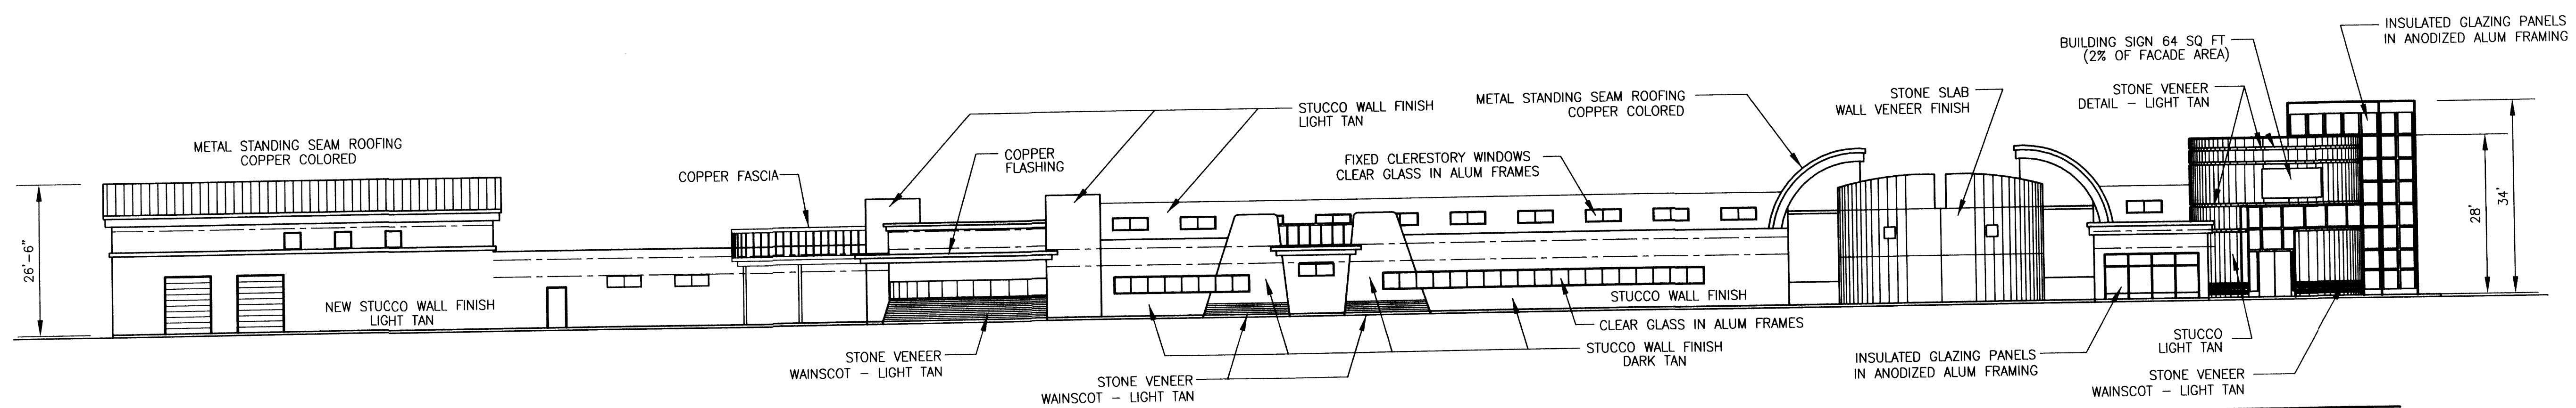 INSULATED GLAZING PANELS
IN ANODIZED ALUM FRAMING
BUILDING SIGN 64 SQ FT
(2% OF FACADE AREA)
STONE VENEER
DETAIL - LIGHT TAN
STONE SLAB
WALL VENEER FINISH
METAL STANDING SEAM ROOFING
COPPER COLORED
STUCCO WALL FINISH
LIGHT TAN
METAL STANDING SEAM ROOFING
COPPER COLORED
COPPER
FLASHING
FIXED CLERESTORY WINDOWS
CLEAR GLASS IN ALUM FRAMES
COPPER FASCIA
26'-6"
28'
34'
NEW STUCCO WALL FINISH
LIGHT TAN
STUCCO WALL FINISH
CLEAR GLASS IN ALUM FRAMES
STUCCO WALL FINISH
DARK TAN
STONE VENEER
WAINSCOT - LIGHT TAN
STONE VENEER
WAINSCOT - LIGHT TAN
INSULATED GLAZING PANELS
IN ANODIZED ALUM FRAMING
STUCCO
LIGHT TAN
STONE VENEER
WAINSCOT - LIGHT TAN